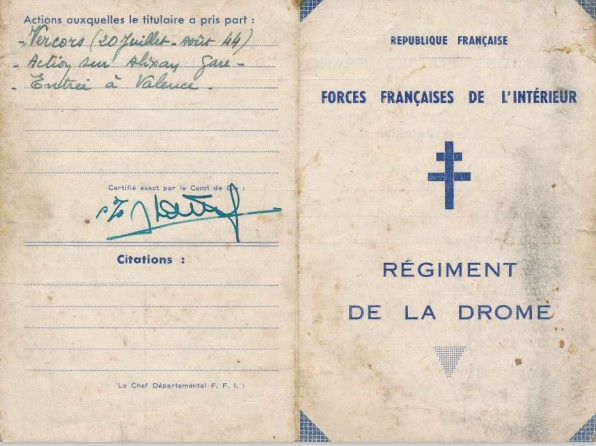 Actions auxquelles le titulaire a pris part :
- Vercors (20 Juillet - Août 44)
- Action sur Alixan Gare -
- Entrée à Valence -
Certifié exact par le Comt de Cie :
Citations :
Le Chef Départemental F. F. I. :
REPUBLIQUE FRANÇAISE
FORCES FRANÇAISES DE L'INTÉRIEUR
RÉGIMENT
DE LA DROME